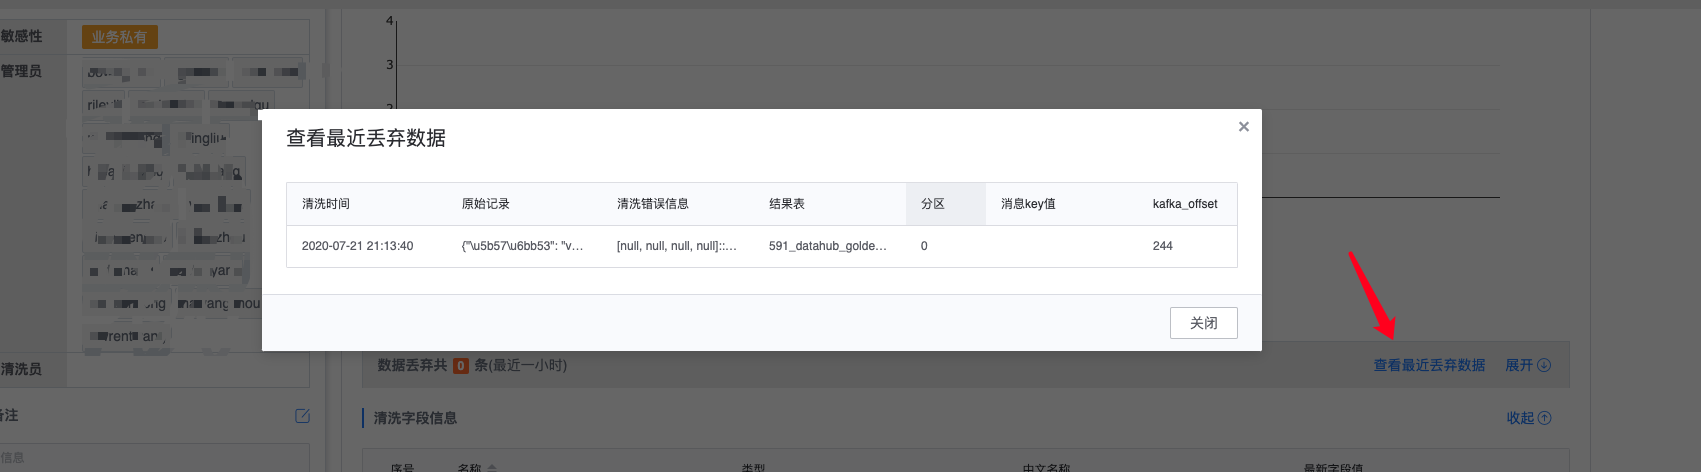 敏感性 业务私有
管理员
4
3
2
查看最近丢弃数据
清洗时间 原始记录 清洗错误信息 结果表 分区 消息key值 kafka_offset
2020-07-21 21:13:40 {"\u5b57\u6bb53": "v... [null, null, null, null]::... 591_datahub_golde... 0 244
关闭
数据丢弃共 0 条(最近一小时) 查看最近丢弃数据 展开
清洗员
备注
清洗字段信息 收起
信息
序号 名称 类型 中文名称 最新字段值